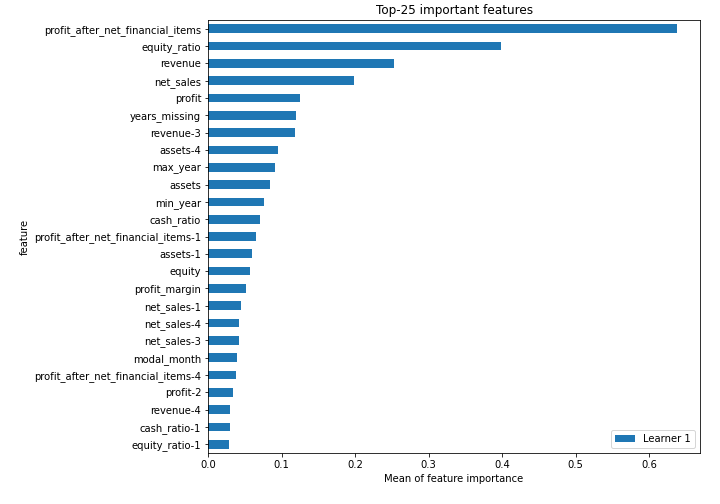 Top-25 important features
profit_after_net_financial_items
equity_ratio
revenue
net_sales
profit
years_missing
revenue-3
assets-4
max_year
assets
min_year
cash_ratio
profit_after_net_financial_items-1
assets-1
equity
profit_margin
net_sales-1
net_sales-4
net_sales-3
modal_month
profit_after_net_financial_items-4
profit-2
revenue-4
cash_ratio-1
equity_ratio-1
feature
Learner 1
0.0 0.1 0.2 0.3 0.4 0.5 0.6
Mean of feature importance